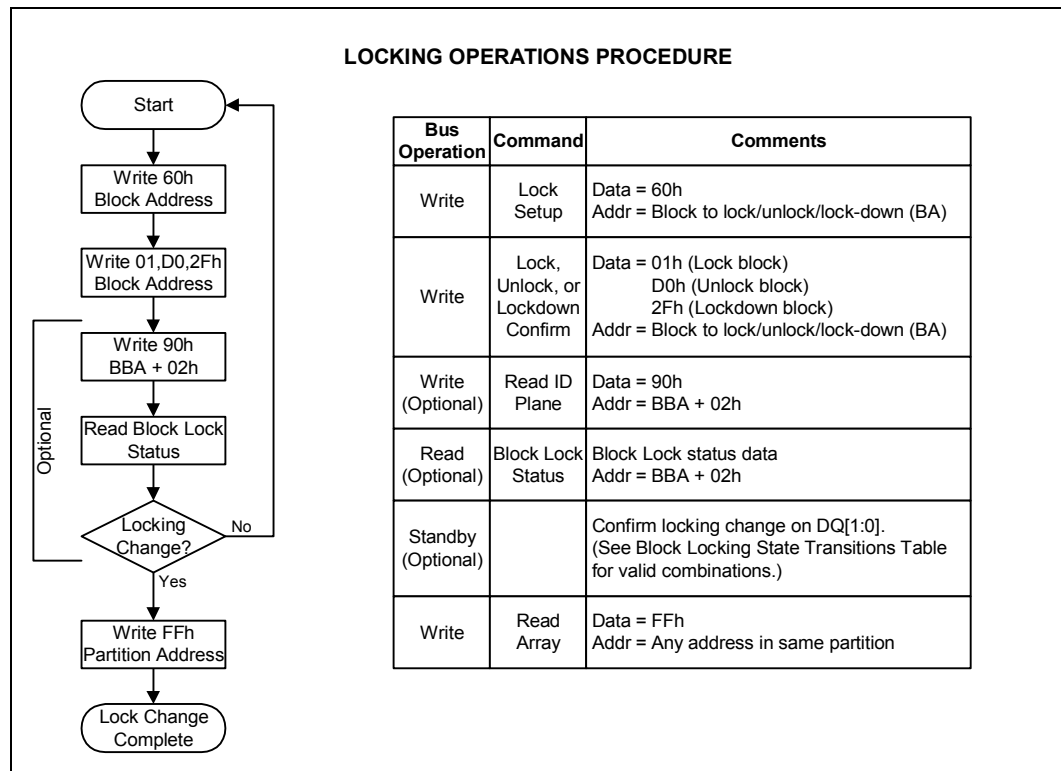 LOCKING OPERATIONS PROCEDURE
Start
Write 60h
Block Address
Write 01,D0,2Fh
Block Address
Optional
Write 90h
BBA + 02h
Read Block Lock
Status
Locking
Change?
No
Yes
Write FFh
Partition Address
Lock Change
Complete
Bus
Operation
Command
Comments
Write
Lock
Setup
Data = 60h
Addr = Block to lock/unlock/lock-down (BA)
Write
Lock,
Unlock, or
Lockdown
Confirm
Data = 01h (Lock block)
D0h (Unlock block)
2Fh (Lockdown block)
Addr = Block to lock/unlock/lock-down (BA)
Write
(Optional)
Read ID
Plane
Data = 90h
Addr = BBA + 02h
Read
(Optional)
Block Lock
Status
Block Lock status data
Addr = BBA + 02h
Standby
(Optional)
Confirm locking change on DQ[1:0].
(See Block Locking State Transitions Table
for valid combinations.)
Write
Read
Array
Data = FFh
Addr = Any address in same partition